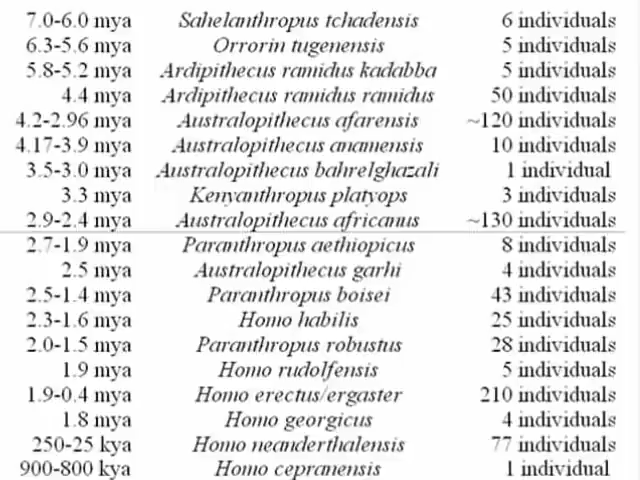 7.0-6.0 mya Sahelanthropus tchadensis 6 individuals
6.3-5.6 mya Orrorin tugenensis 5 individuals
5.8-5.2 mya Ardipithecus ramidus kadabba 5 individuals
4.4 mya Ardipithecus ramidus ramidus 50 individuals
4.2-2.96 mya Australopithecus afarensis ~120 individuals
4.17-3.9 mya Australopithecus anamensis 10 individuals
3.5-3.0 mya Australopithecus bahrelghazali 1 individual
3.3 mya Kenyanthropus platyops 3 individuals
2.9-2.4 mya Australopithecus africanus ~130 individuals
2.7-1.9 mya Paranthropus aethiopicus 8 individuals
2.5 mya Australopithecus garhi 4 individuals
2.5-1.4 mya Paranthropus boisei 43 individuals
2.3-1.6 mya Homo habilis 25 individuals
2.0-1.5 mya Paranthropus robustus 28 individuals
1.9 mya Homo rudolfensis 5 individuals
1.9-0.4 mya Homo erectus/ergaster 210 individuals
1.8 mya Homo georgicus 4 individuals
250-25 kya Homo neanderthalensis 77 individuals
900-800 kya Homo cepranensis 1 individual